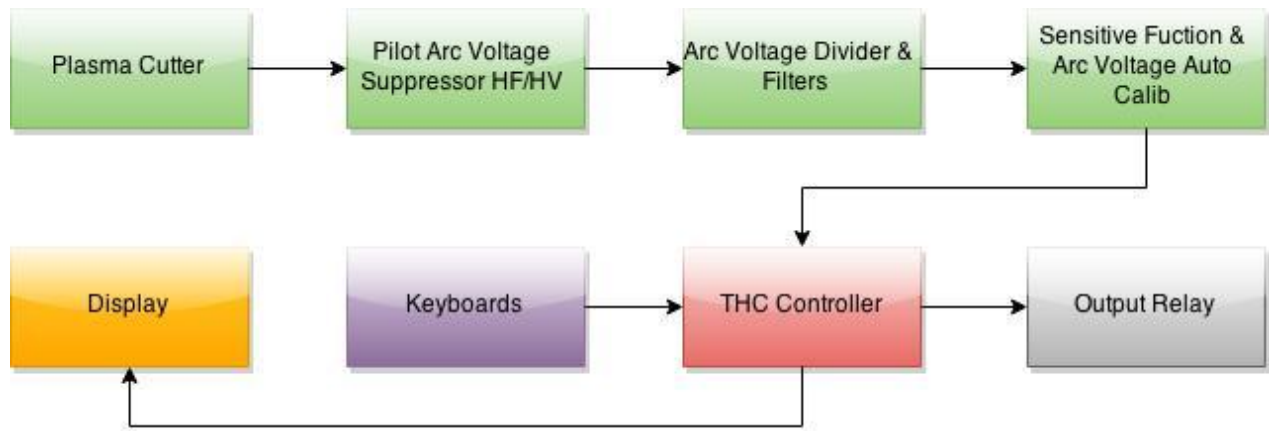 Plasma Cutter
Pilot Arc Voltage
Suppressor HF/HV
Arc Voltage Divider &
Filters
Sensitive Fuction &
Arc Voltage Auto
Calib
Display
Keyboards
THC Controller
Output Relay